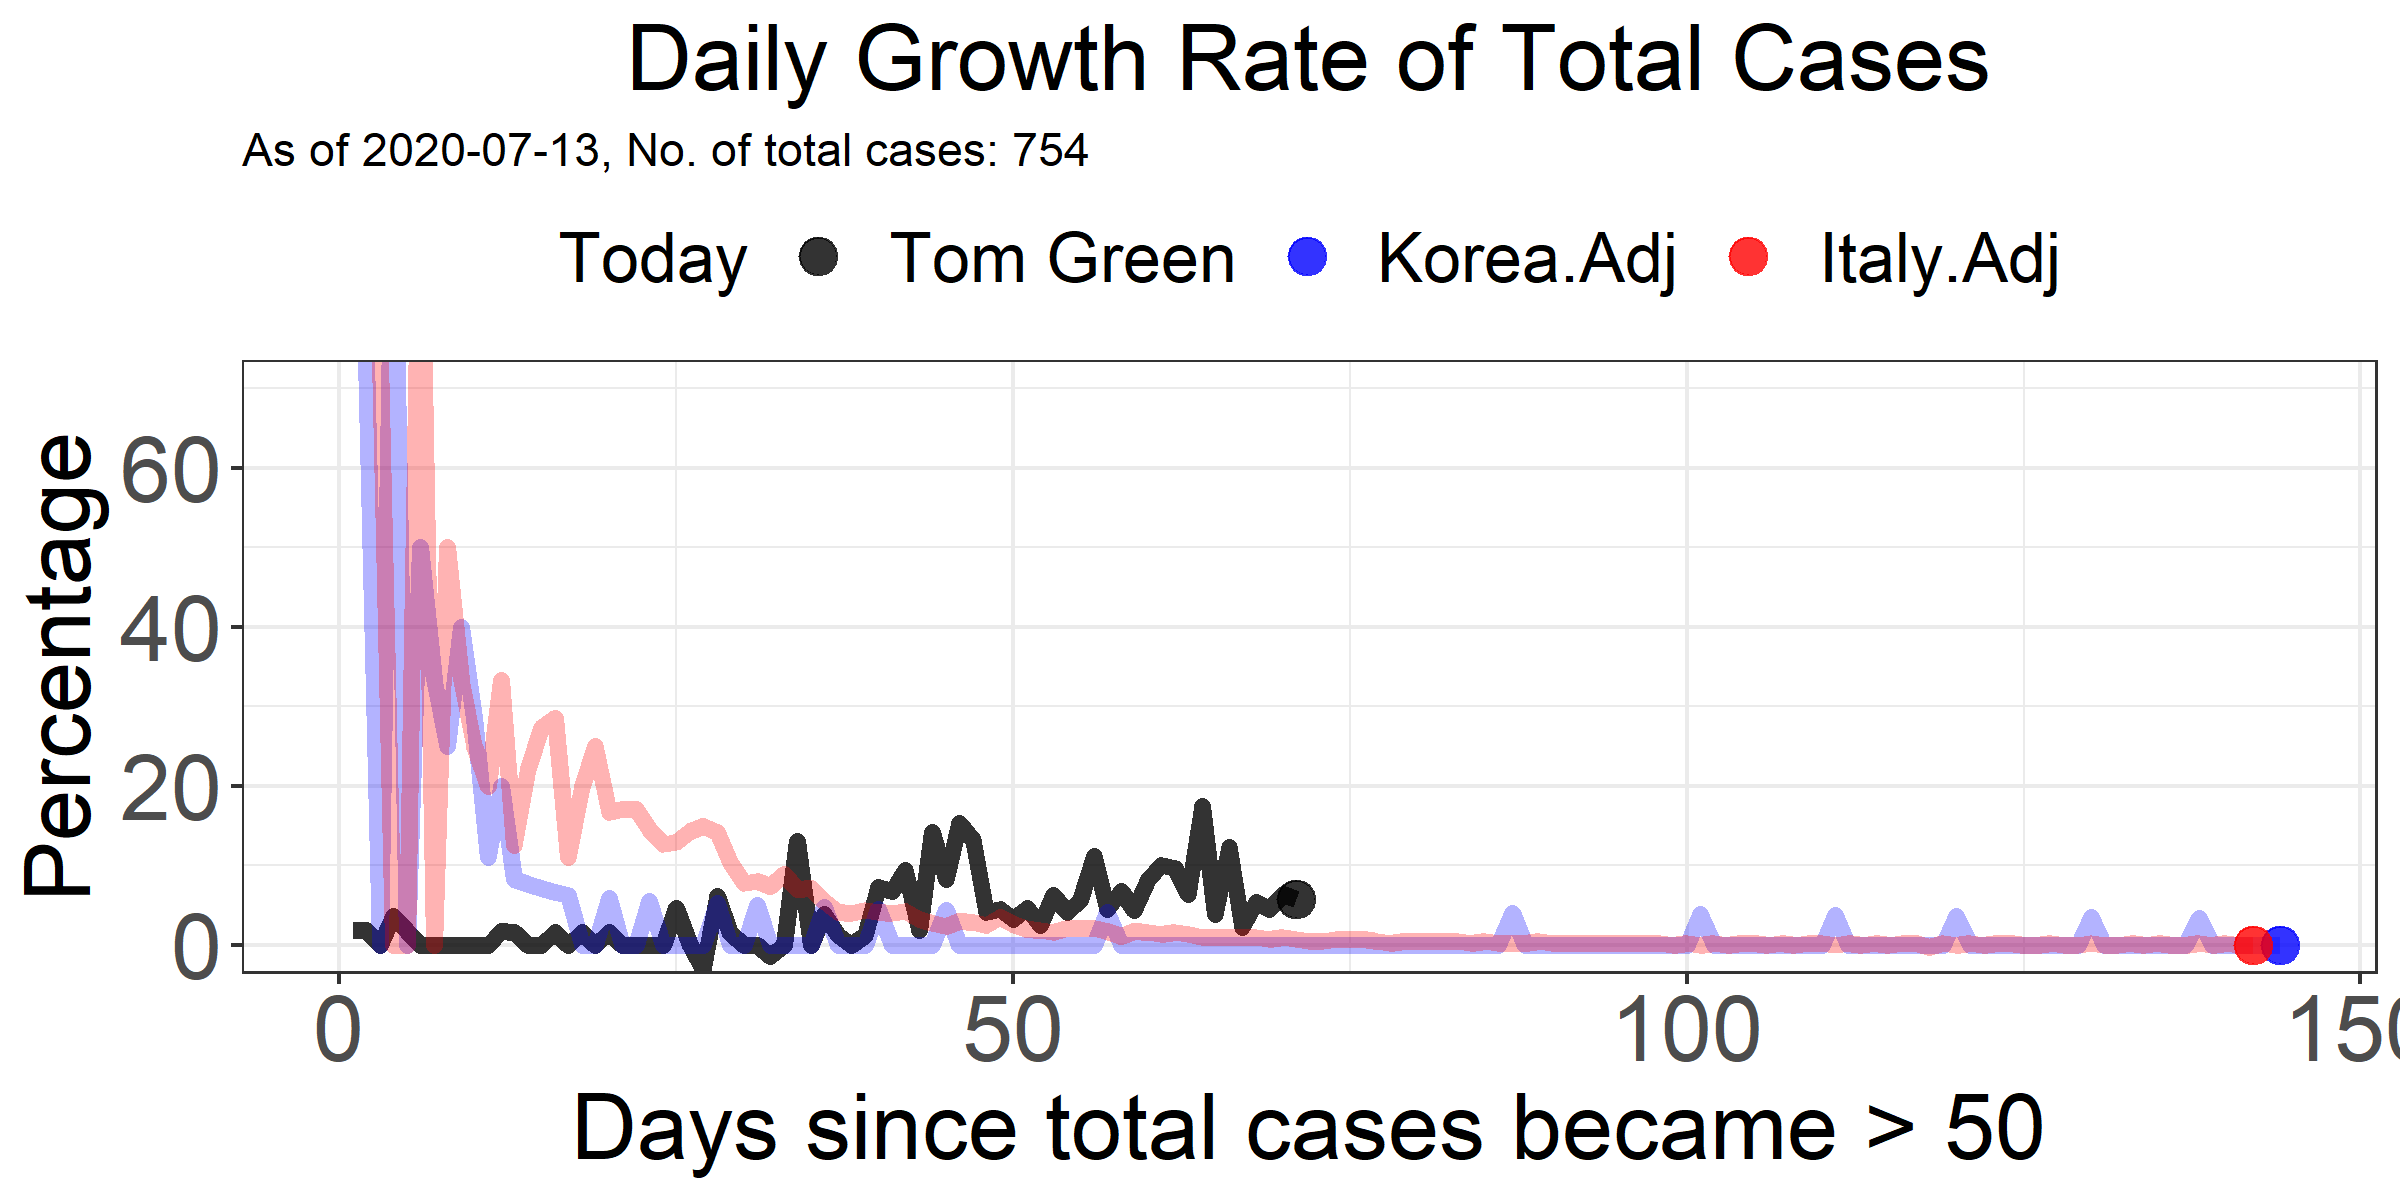 Daily Growth Rate of Total Cases
As of 2020-07-13, No. of total cases: 754
Today Tom Green Korea.Adj Italy.Adj
Percentage
60
40
20
0
0 50 100 150
Days since total cases became > 50